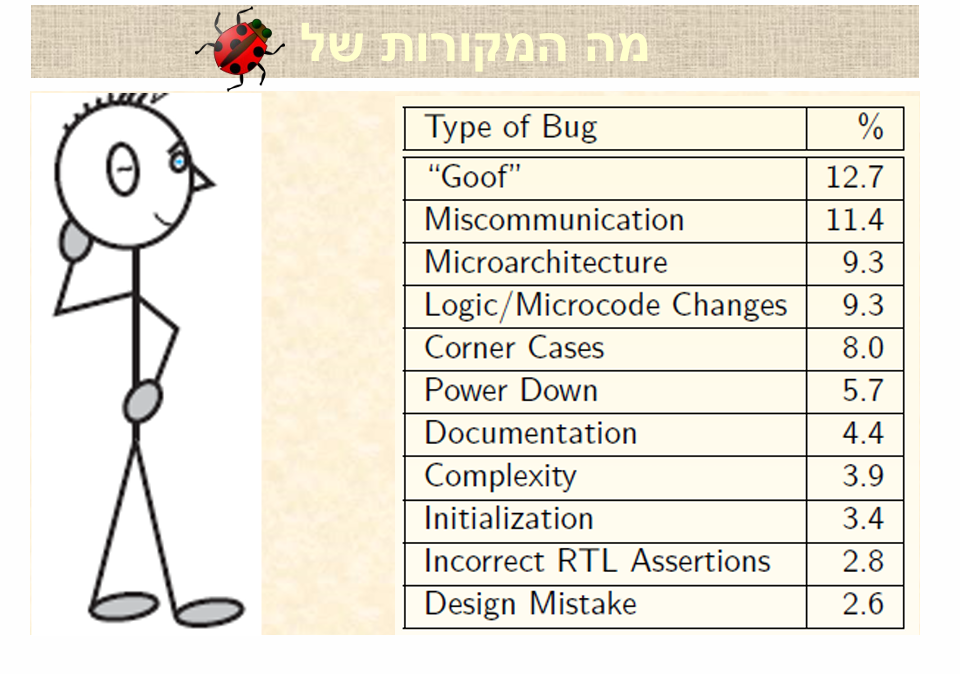 מה המקורות של
Type of Bug %
“Goof” 12.7
Miscommunication 11.4
Microarchitecture 9.3
Logic/Microcode Changes 9.3
Corner Cases 8.0
Power Down 5.7
Documentation 4.4
Complexity 3.9
Initialization 3.4
Incorrect RTL Assertions 2.8
Design Mistake 2.6